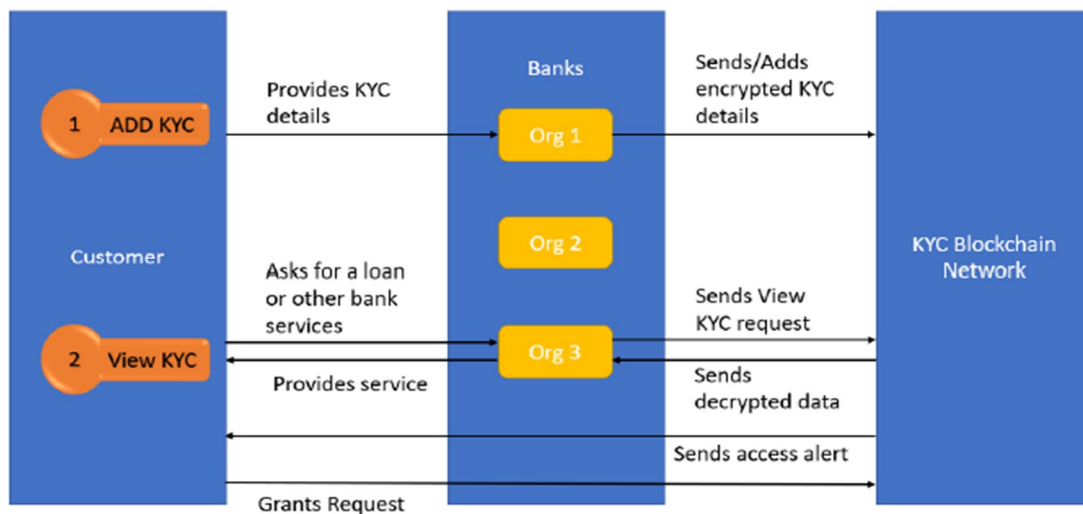 Banks
Provides KYC
details
Sends/Adds
encrypted KYC
details
1 ADD KYC
Org 1
Org 2
Customer
KYC Blockchain
Network
Asks for a loan
or other bank
services
Sends View
KYC request
2 View KYC
Org 3
Provides service
Sends
decrypted data
Sends access alert
Grants Request